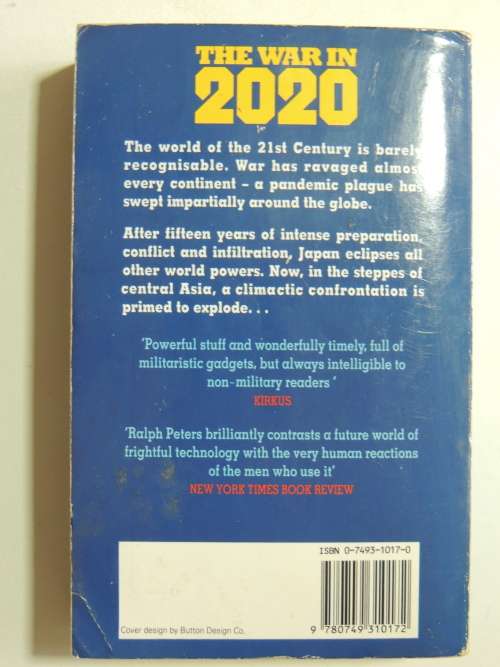 THE WAR IN
2020
The world of the 21st Century is barely
recognisable. War has ravaged almost
every continent – a pandemic plague has
swept impartially around the globe.
After fifteen years of intense preparation,
conflict and infiltration, Japan eclipses all
other world powers. Now, in the steppes of
central Asia, a climactic confrontation is
primed to explode. . .
'Powerful stuff and wonderfully timely, full of
militaristic gadgets, but always intelligible to
non-military readers'
KIRKUS
'Ralph Peters brilliantly contrasts a future world of
frightful technology with the very human reactions
of the men who use it'
NEW YORK TIMES BOOK REVIEW
ISBN 0-7493-1017-0
9 780749 310172
Cover design by Button Design Co.